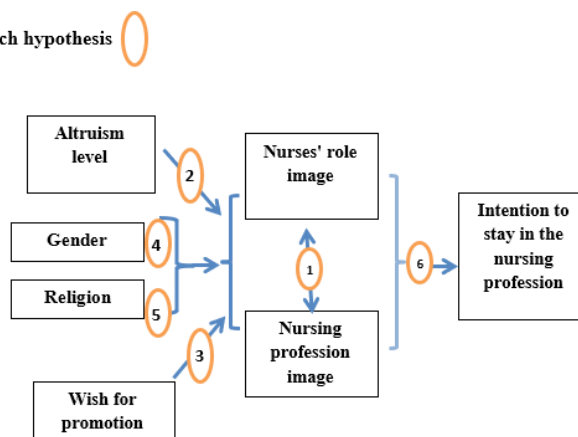 ch hypothesis
Altruism
level
2
Nurses' role
image
Gender
4
Religion
5
1
6
Intention to
stay in the
nursing
profession
3
Nursing
profession
image
Wish for
promotion